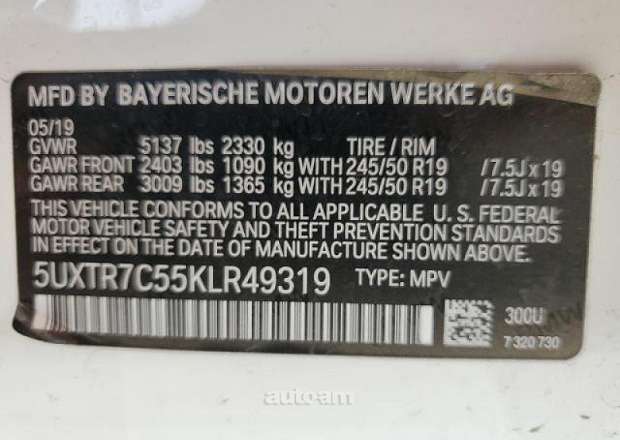 MFD BY BAYERISCHE MOTOREN WERKE AG
05/19
GVWR 5137 lbs 2330 kg TIRE / RIM
GAWR FRONT 2403 lbs 1090 kg WITH 245/50 R19 /7.5J x 19
GAWR REAR 3009 lbs 1365 kg WITH 245/50 R19 /7.5J x 19
THIS VEHICLE CONFORMS TO ALL APPLICABLE U. S. FEDERAL
MOTOR VEHICLE SAFETY AND THEFT PREVENTION STANDARDS
IN EFFECT ON THE DATE OF MANUFACTURE SHOWN ABOVE.
5UXTR7C55KLR49319 TYPE: MPV
300U
7 320 730
auto.am